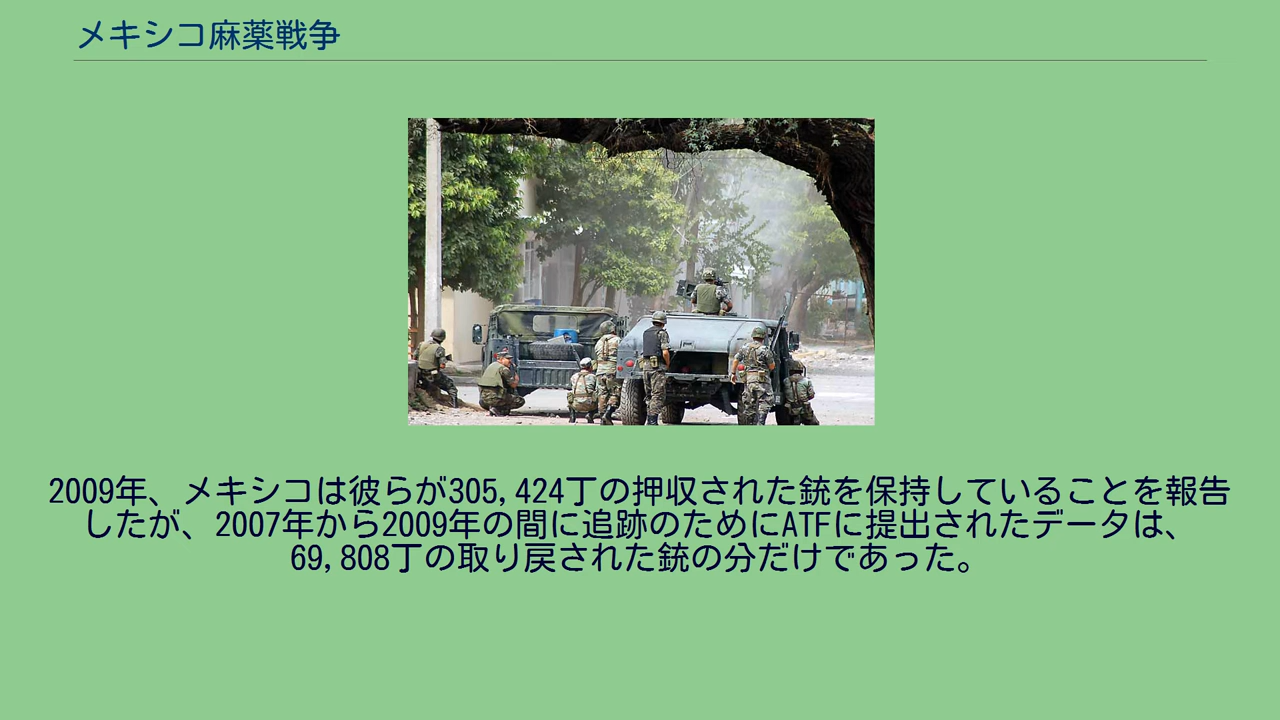 メキシコ麻薬戦争
2009年、メキシコは彼らが305,424丁の押収された銃を保持していることを報告
したが、2007年から2009年の間に追跡のためにATFに提出されたデータは、
69,808丁の取り戻された銃の分だけであった。